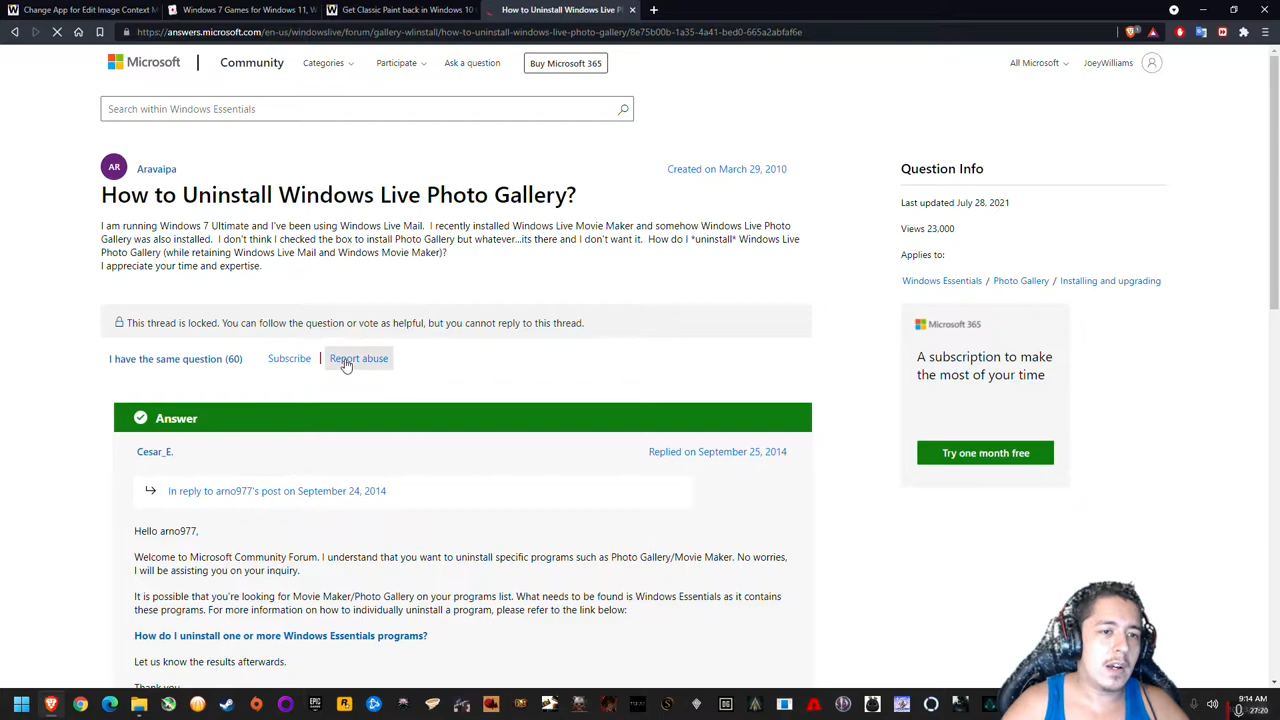 Change App for Edit Image Context M
Windows 7 Games for Windows 11, W
Get Classic Paint back in Windows 10
How to Uninstall Windows Live P
https://answers.microsoft.com/en-us/windowslive/forum/gallery-wlinstall/how-to-uninstall-windows-live-photo-gallery/8e75b00b-1a35-4a41-bed0-665a2abfaf6e
Microsoft
Community
Categories
Participate
Ask a question
Buy Microsoft 365
All Microsoft
JoeyWilliams
Search within Windows Essentials
AR
Aravaipa
Created on March 29, 2010
How to Uninstall Windows Live Photo Gallery?
I am running Windows 7 Ultimate and I've been using Windows Live Mail. I recently installed Windows Live Movie Maker and somehow Windows Live Photo
Gallery was also installed. I don't think I checked the box to install Photo Gallery but whatever...its there and I don't want it. How do I *uninstall* Windows Live
Photo Gallery (while retaining Windows Live Mail and Windows Movie Maker)?
I appreciate your time and expertise.
This thread is locked. You can follow the question or vote as helpful, but you cannot reply to this thread.
I have the same question (60)
Subscribe
Report abuse
Answer
Cesar_E.
Replied on September 25, 2014
In reply to arno977's post on September 24, 2014
Hello arno977,
Welcome to Microsoft Community Forum. I understand that you want to uninstall specific programs such as Photo Gallery/Movie Maker. No worries,
I will be assisting you on your inquiry.
It is possible that you're looking for Movie Maker/Photo Gallery on your programs list. What needs to be found is Windows Essentials as it contains
these programs. For more information on how to individually uninstall a program, please refer to the link below:
How do I uninstall one or more Windows Essentials programs?
Let us know the results afterwards.
Thank you
Question Info
Last updated July 28, 2021
Views 23,000
Applies to:
Windows Essentials / Photo Gallery / Installing and upgrading
Microsoft 365
A subscription to make
the most of your time
Try one month free
9:14 AM
27:20